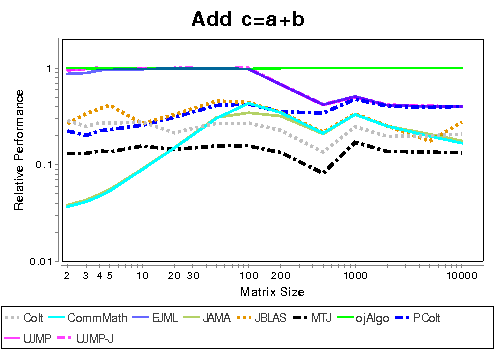 Add c=a+b
Relative Performance
1
0.1
0.01
2 3 4 5 10 20 30 100 200 1000 10000
Matrix Size
Colt CommMath EJML JAMA JBLAS MTJ ojAlgo PColt
UJMP UJMP-J